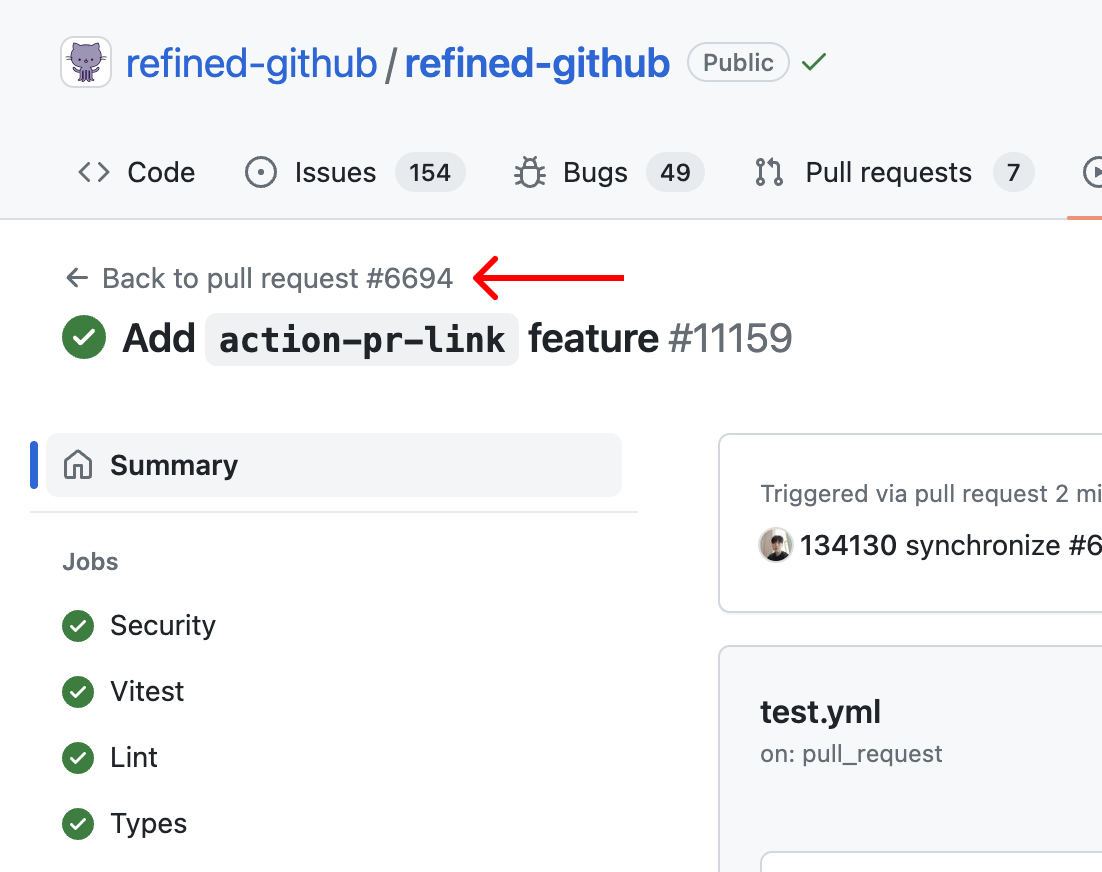 refined-github / refined-github Public
Code Issues 154 Bugs 49 Pull requests 7
Back to pull request #6694
Add action-pr-link feature #11159
Summary
Jobs
Security
Vitest
Lint
Types
Triggered via pull request 2 mi
134130 synchronize #6
test.yml
on: pull_request